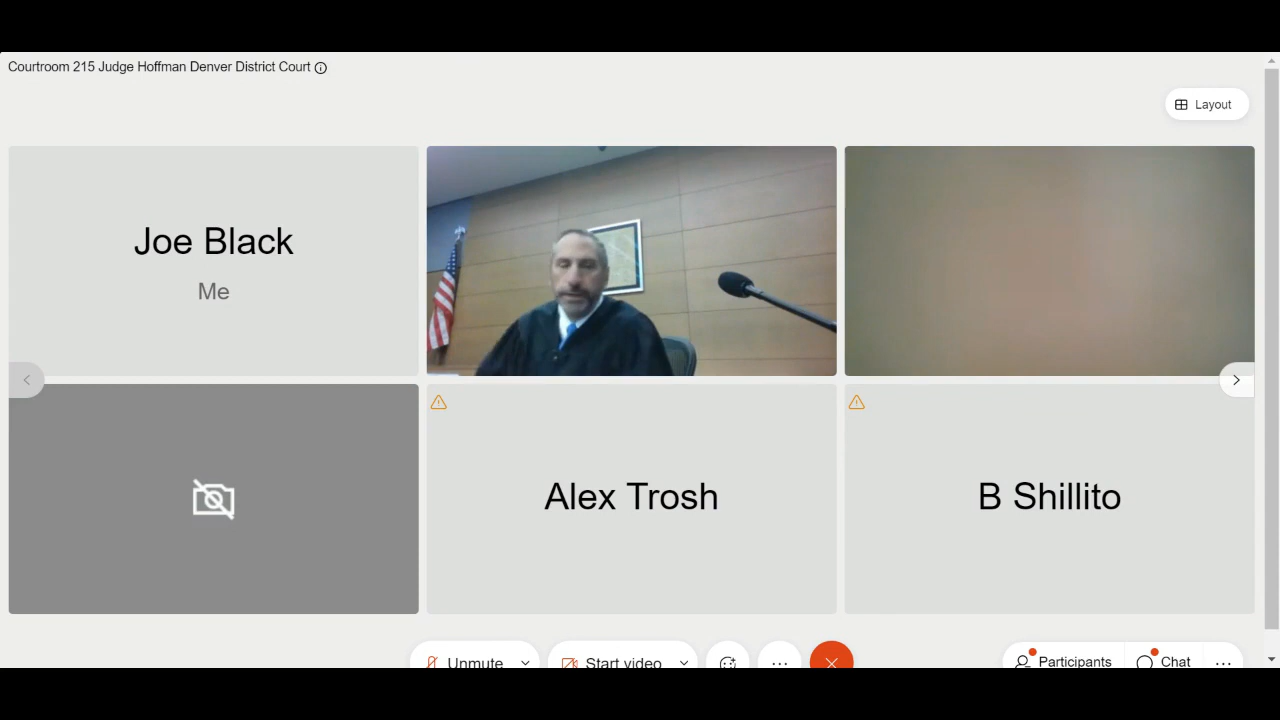 Courtroom 215 Judge Hoffman Denver District Court
Layout
Joe Black
Me
Alex Trosh
B Shillito
Unmute
Start video
Participants
Chat